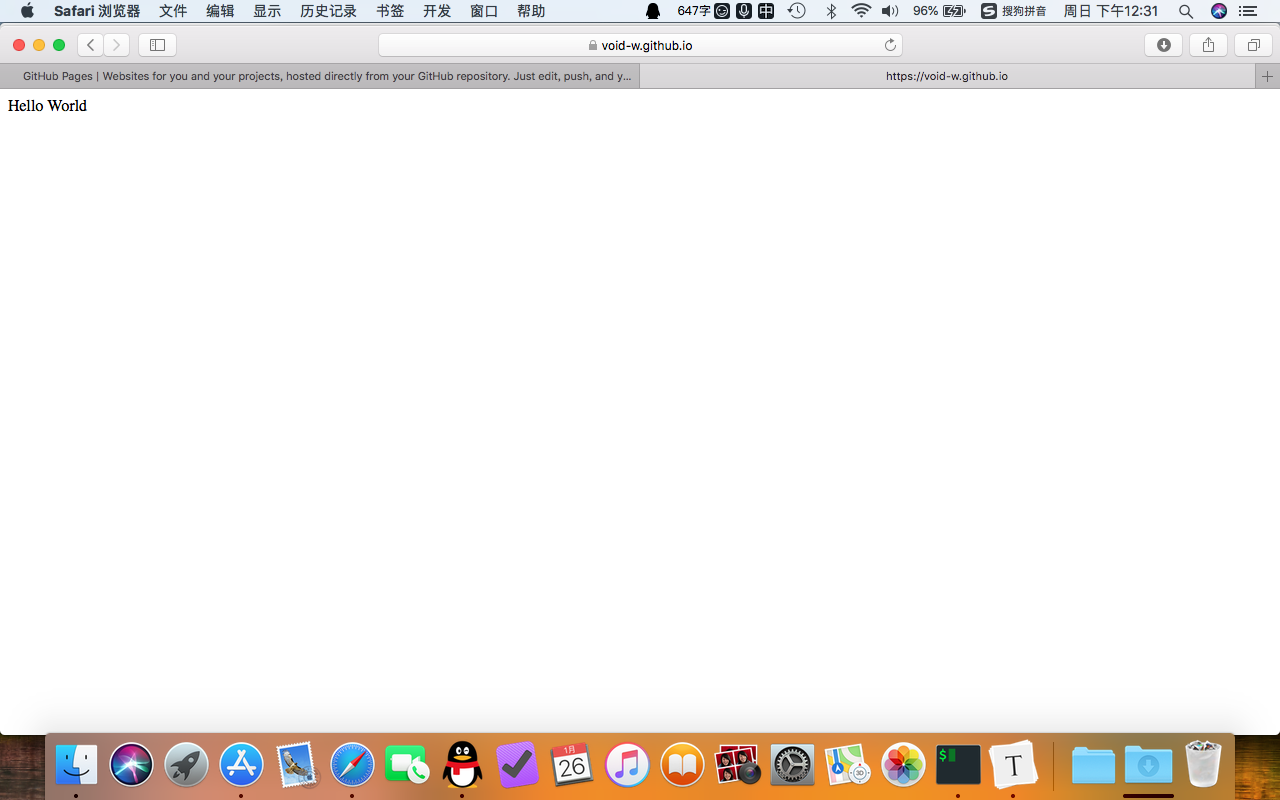 Safari 浏览器 文件 编辑 显示 历史记录 书签 开发 窗口 帮助 647字 中 96% S 搜狗拼音 周日 下午12:31
void-w.github.io
GitHub Pages | Websites for you and your projects, hosted directly from your GitHub repository. Just edit, push, and y...
https://void-w.github.io
Hello World
1月
26
3D
$
T